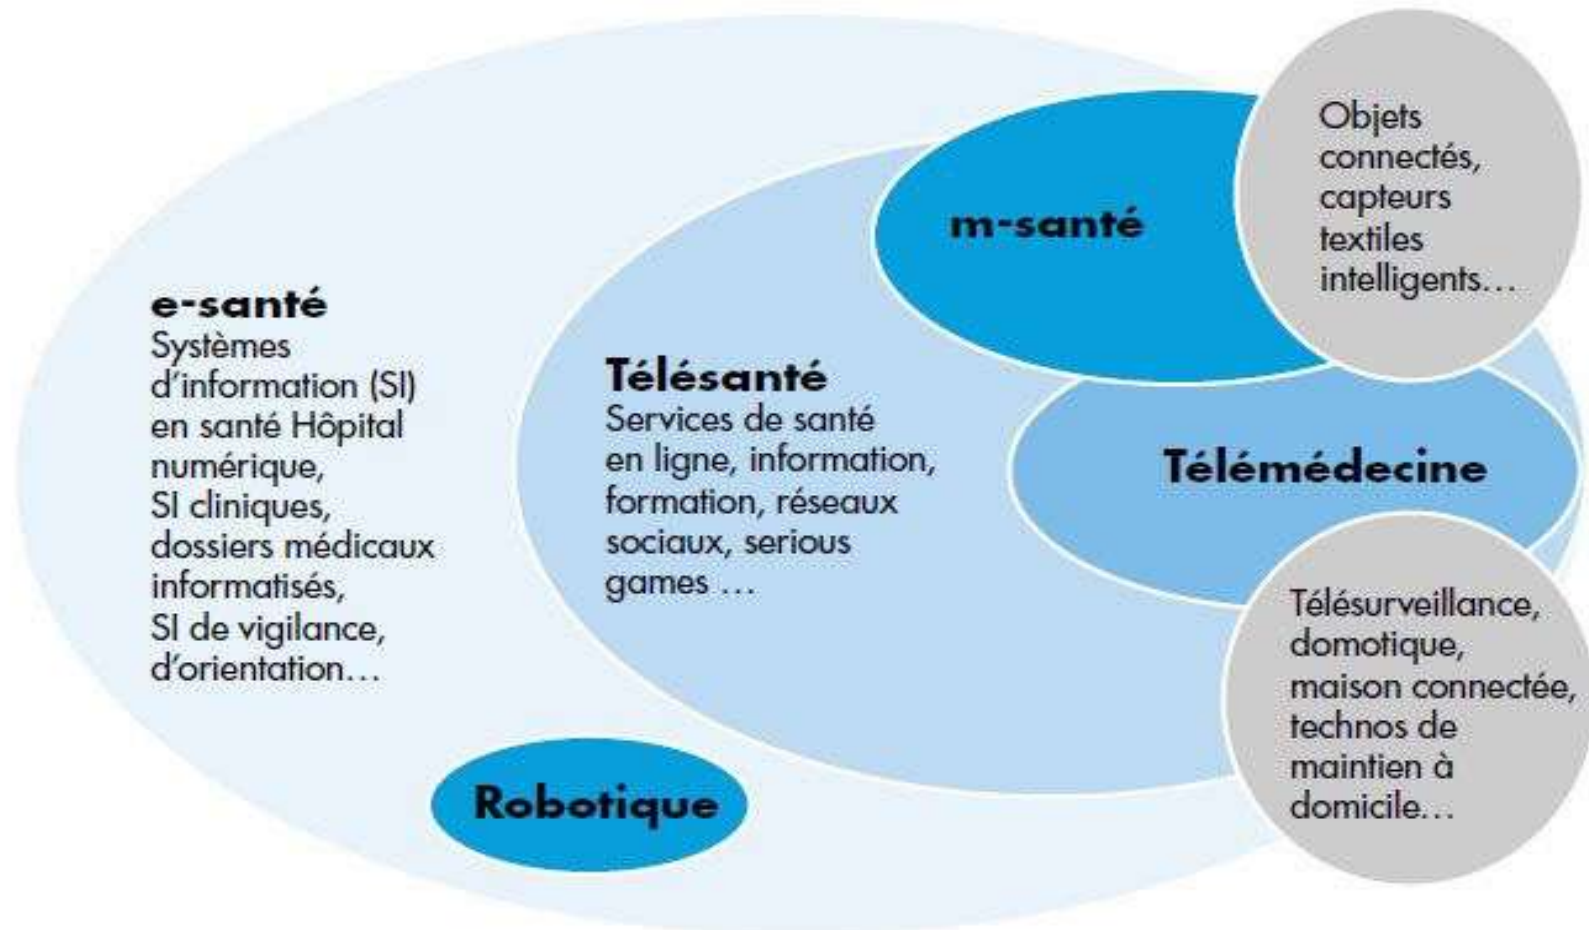 e-santé
Systèmes
d'information (SI)
en santé Hôpital
numérique,
SI cliniques,
dossiers médicaux
informatisés,
SI de vigilance,
d'orientation…
Télésanté
Services de santé
en ligne, information,
formation, réseaux
sociaux, serious
games …
m-santé
Objets
connectés,
capteurs
textiles
intelligents…
Télémédecine
Télésurveillance,
domotique,
maison connectée,
technos de
maintien à
domicile…
Robotique